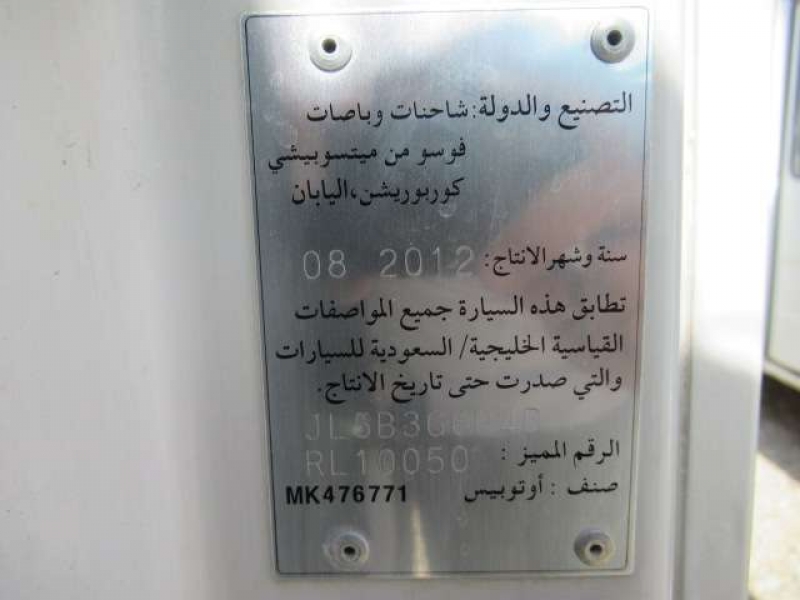 التصنيع والدولة: شاحنات وباصات
فوسو من ميتسوبيشي
كوربوريشن،اليابان
سنة وشهر الانتاج: 08 2012
تطابق هذه السيارة جميع المواصفات
القياسية الخليجية/ السعودية للسيارات
والتي صدرت حتى تاريخ الانتاج.
الرقم المميز :
RL10050
صنف : أوتوبيس MK476771